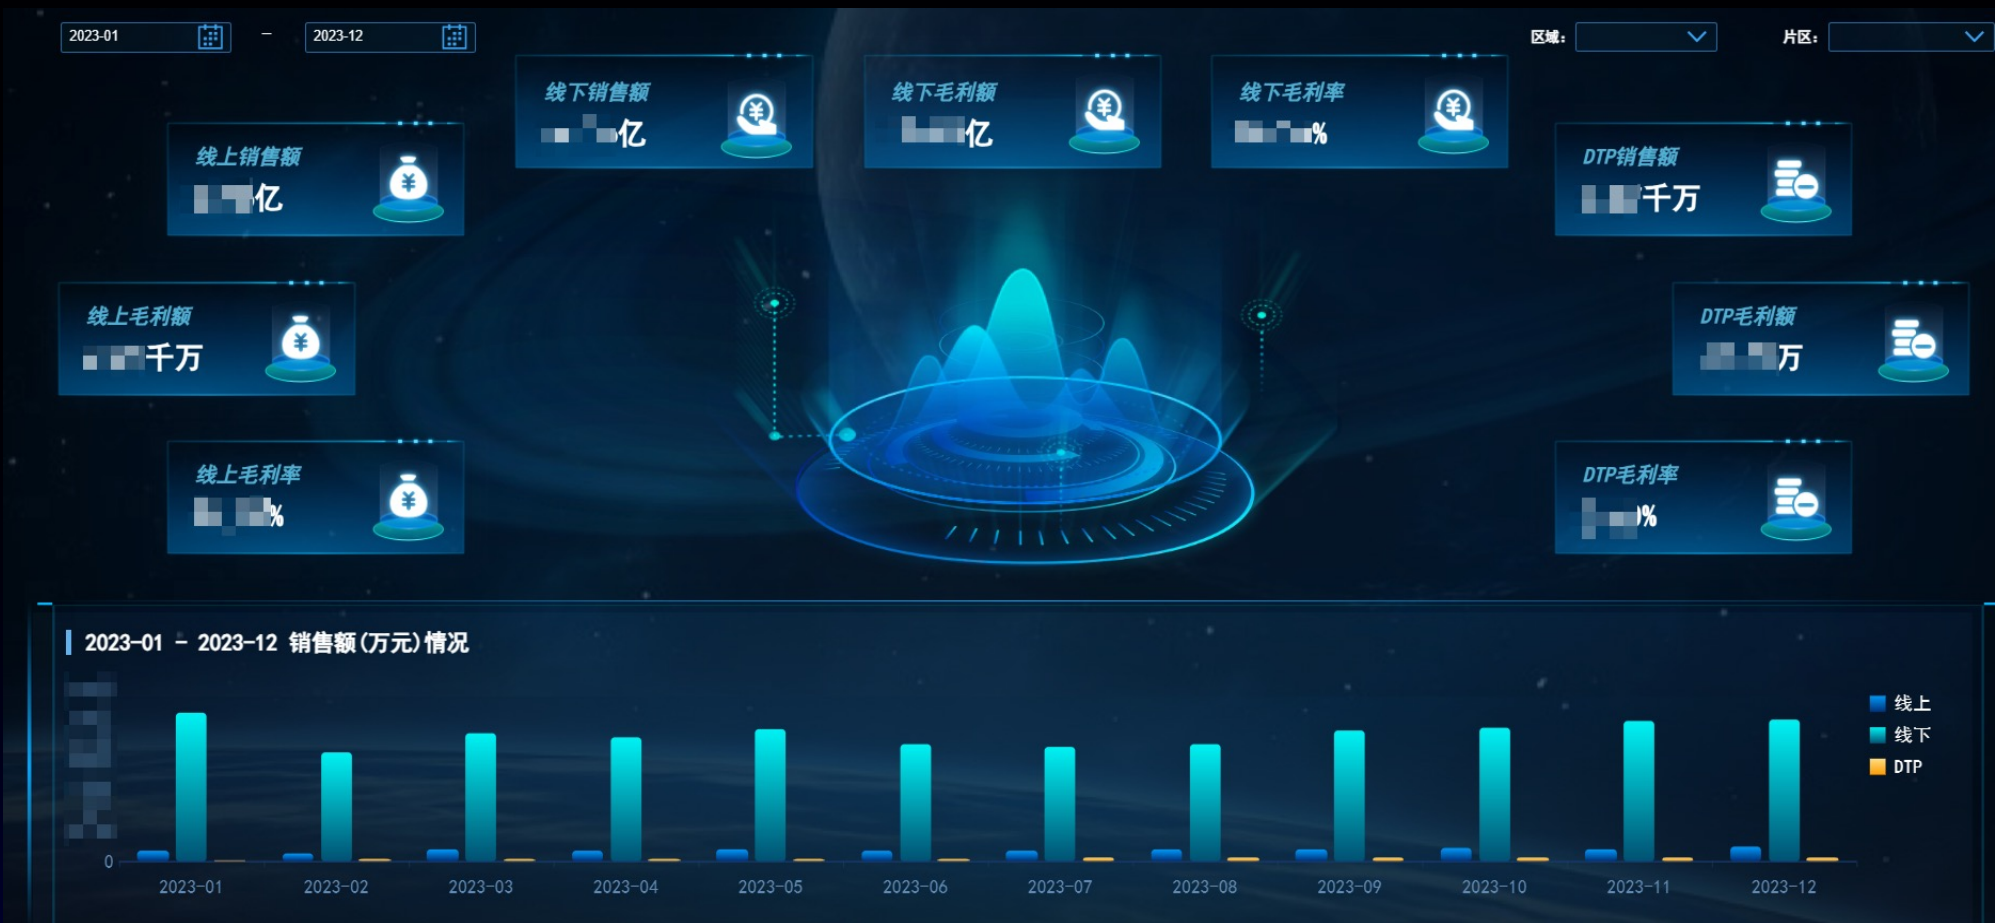 2023-01 – 2023-12
区域：
片区：
线下销售额
亿
线下毛利额
亿
线下毛利率
%
线上销售额
亿
DTP销售额
千万
线上毛利额
千万
DTP毛利额
万
线上毛利率
%
DTP毛利率
%
2023-01 - 2023-12 销售额(万元)情况
线上
线下
DTP
0
2023-01 2023-02 2023-03 2023-04 2023-05 2023-06 2023-07 2023-08 2023-09 2023-10 2023-11 2023-12